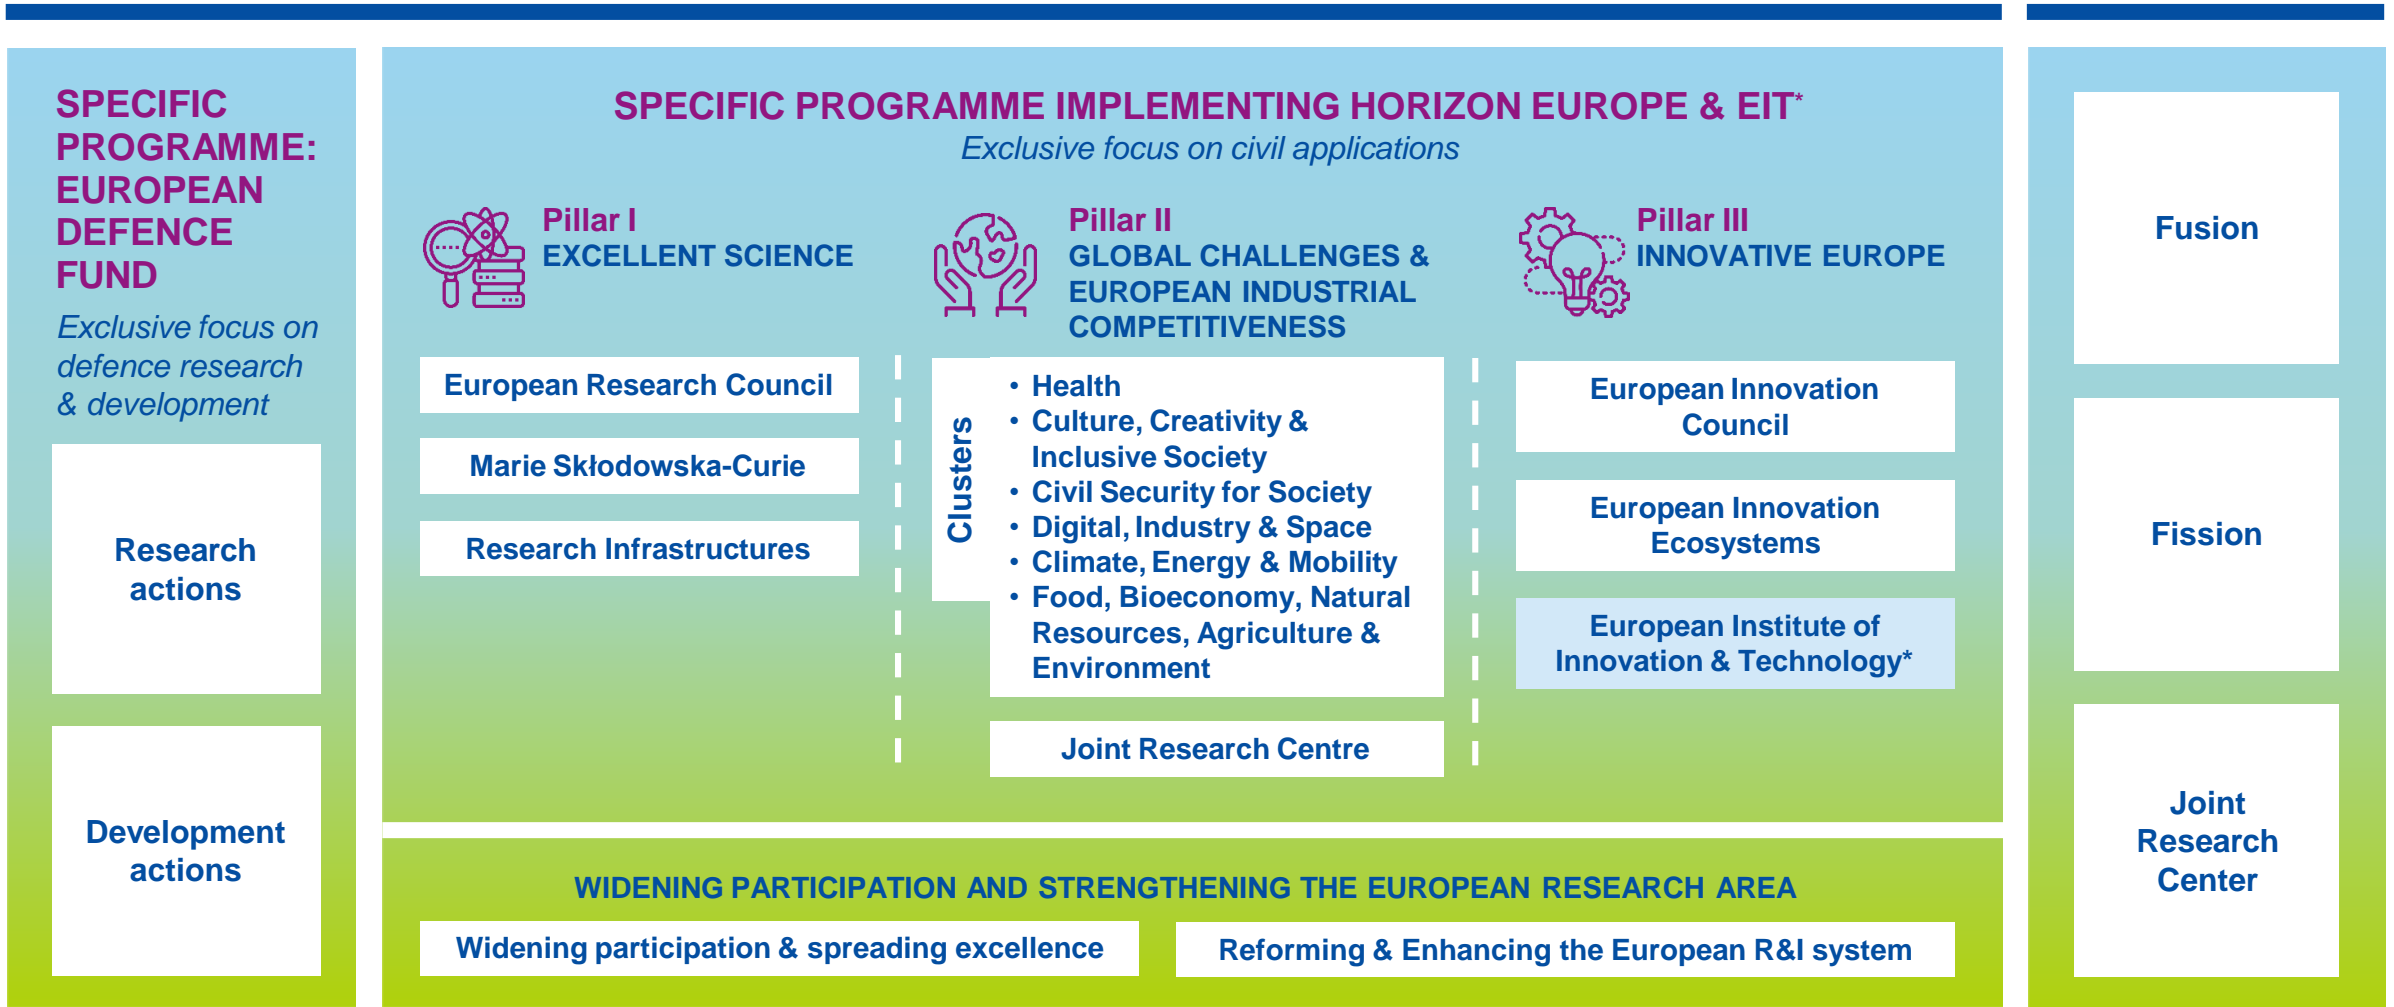 SPECIFIC
PROGRAMME:
EUROPEAN
DEFENCE
FUND
Exclusive focus on
defence research
& development
Research
actions
Development
actions
SPECIFIC PROGRAMME IMPLEMENTING HORIZON EUROPE & EIT*
Exclusive focus on civil applications
Pillar I
EXCELLENT SCIENCE
European Research Council
Marie Skłodowska-Curie
Research Infrastructures
Pillar II
GLOBAL CHALLENGES &
EUROPEAN INDUSTRIAL
COMPETITIVENESS
Clusters
• Health
• Culture, Creativity &
Inclusive Society
• Civil Security for Society
• Digital, Industry & Space
• Climate, Energy & Mobility
• Food, Bioeconomy, Natural
Resources, Agriculture &
Environment
Joint Research Centre
Pillar III
INNOVATIVE EUROPE
European Innovation
Council
European Innovation
Ecosystems
European Institute of
Innovation & Technology*
WIDENING PARTICIPATION AND STRENGTHENING THE EUROPEAN RESEARCH AREA
Widening participation & spreading excellence
Reforming & Enhancing the European R&I system
Fusion
Fission
Joint
Research
Center